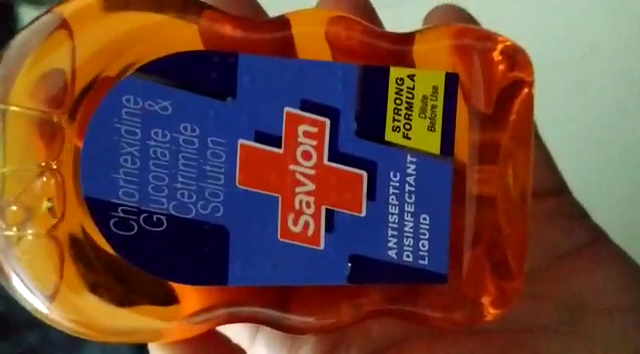 Chlorhexidine
Gluconate &
Cetrimide
Solution
Savlon
STRONG
FORMULA
Dilute
Before Use
ANTISEPTIC
DISINFECTANT
LIQUID